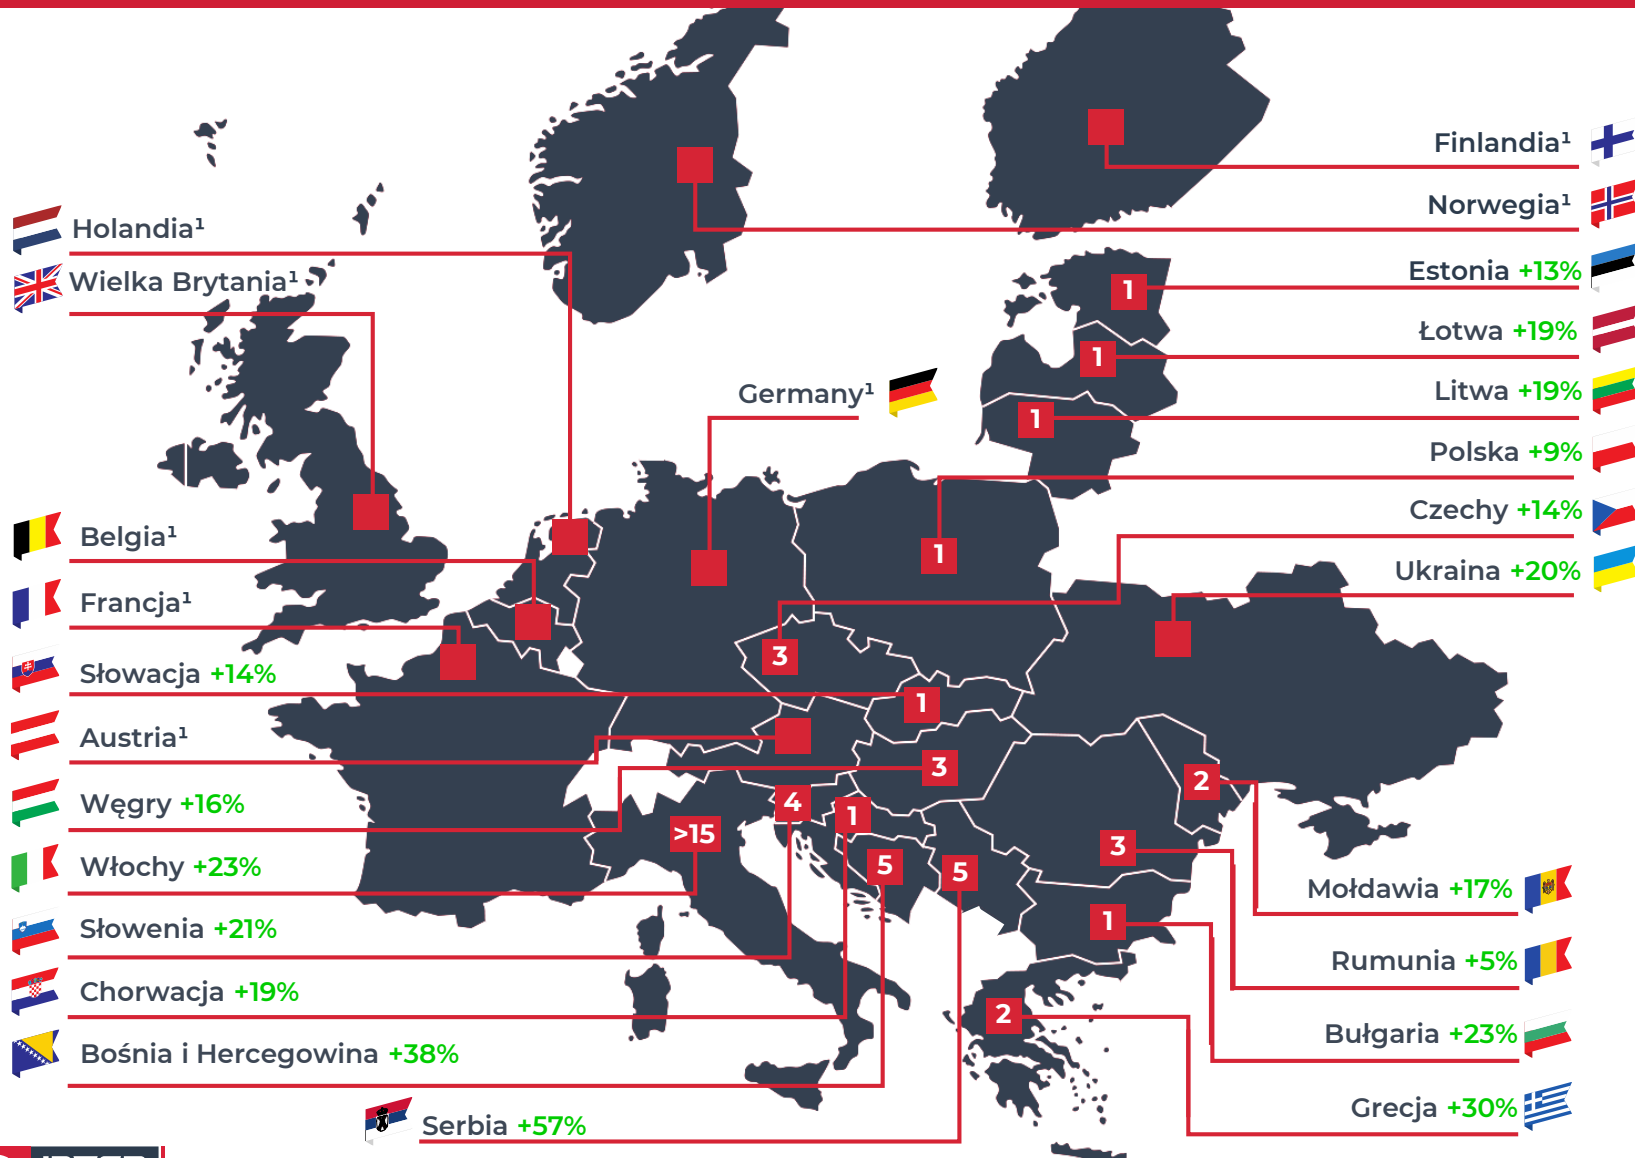 Finlandia¹
Norwegia¹
Holandia¹
Wielka Brytania¹
Estonia +13%
1
Łotwa +19%
1
Germany¹
Litwa +19%
1
Polska +9%
1
Czechy +14%
3
Ukraina +20%
Belgia¹
Francja¹
Słowacja +14%
1
Austria¹
Węgry +16%
3
Włochy +23%
>15
Słowenia +21%
4
Chorwacja +19%
1
Bośnia i Hercegowina +38%
5
Serbia +57%
5
2
Mołdawia +17%
3
Rumunia +5%
1
Bułgaria +23%
2
Grecja +30%